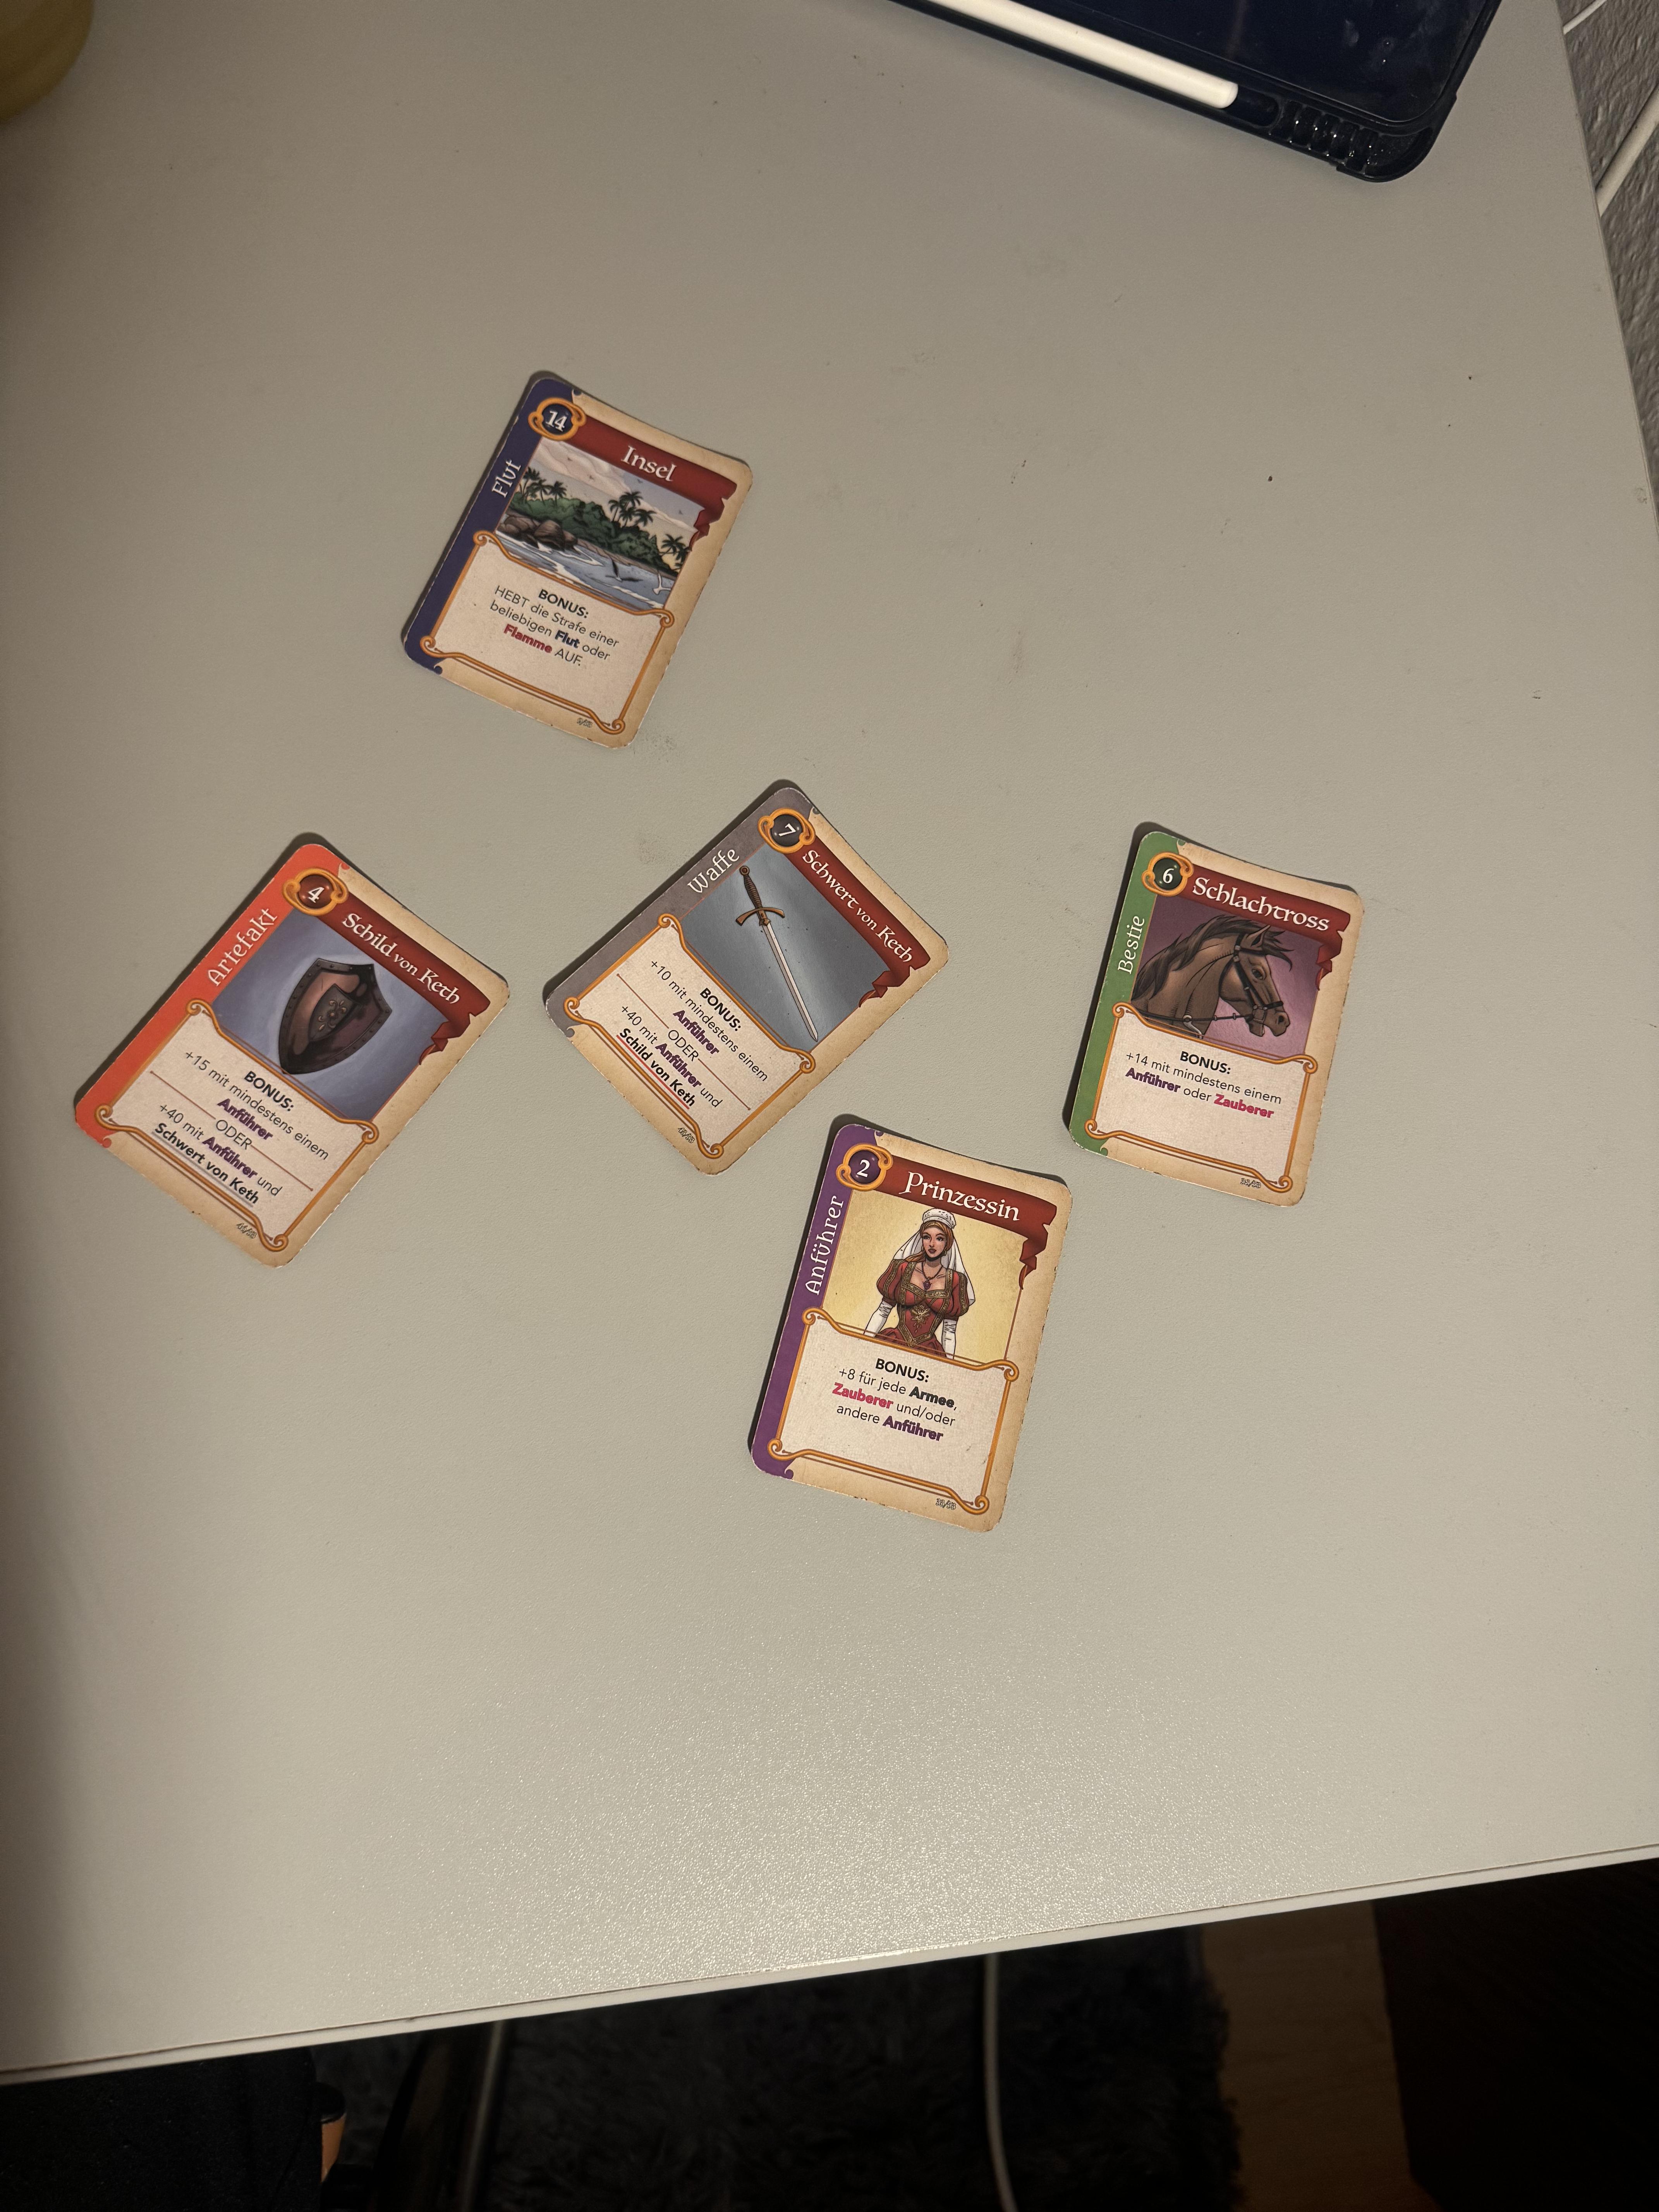 14
Insel
Flut
BONUS:
HEBT die Strafe einer
beliebigen Flut oder
Flamme AUF.
4
Schild von Keth
Artefakt
BONUS:
+15 mit mindestens einem
Anführer
ODER
+40 mit Anführer und
Schwert von Keth
7
Schwert von Keth
Waffe
BONUS:
+10 mit mindestens einem
Anführer
ODER
+40 mit Anführer und
Schild von Keth
6
Schlachtross
Bestie
BONUS:
+14 mit mindestens einem
Anführer oder Zauberer
2
Prinzessin
Anführer
BONUS:
+8 für jede Armee,
Zauberer und/oder
andere Anführer